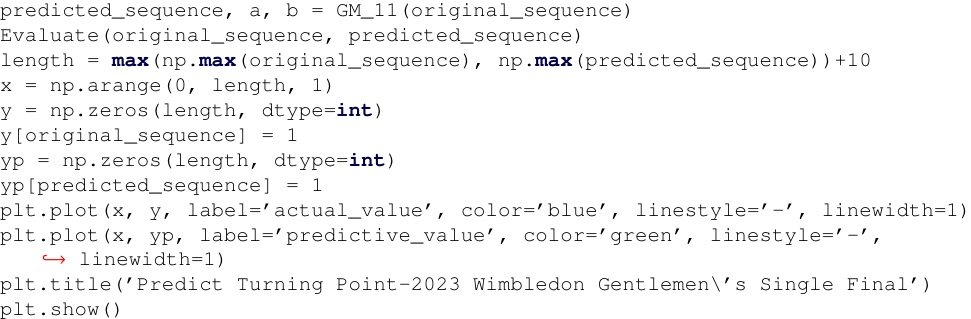 predicted_sequence, a, b = GM_11(original_sequence)
Evaluate(original_sequence, predicted_sequence)
length = max(np.max(original_sequence), np.max(predicted_sequence))+10
x = np.arange(0, length, 1)
y = np.zeros(length, dtype=int)
y[original_sequence] = 1
yp = np.zeros(length, dtype=int)
yp[predicted_sequence] = 1
plt.plot(x, y, label='actual_value', color='blue', linestyle='-', linewidth=1)
plt.plot(x, yp, label='predictive_value', color='green', linestyle='-',
↪ linewidth=1)
plt.title('Predict Turning Point-2023 Wimbledon Gentlemen\'s Single Final')
plt.show()